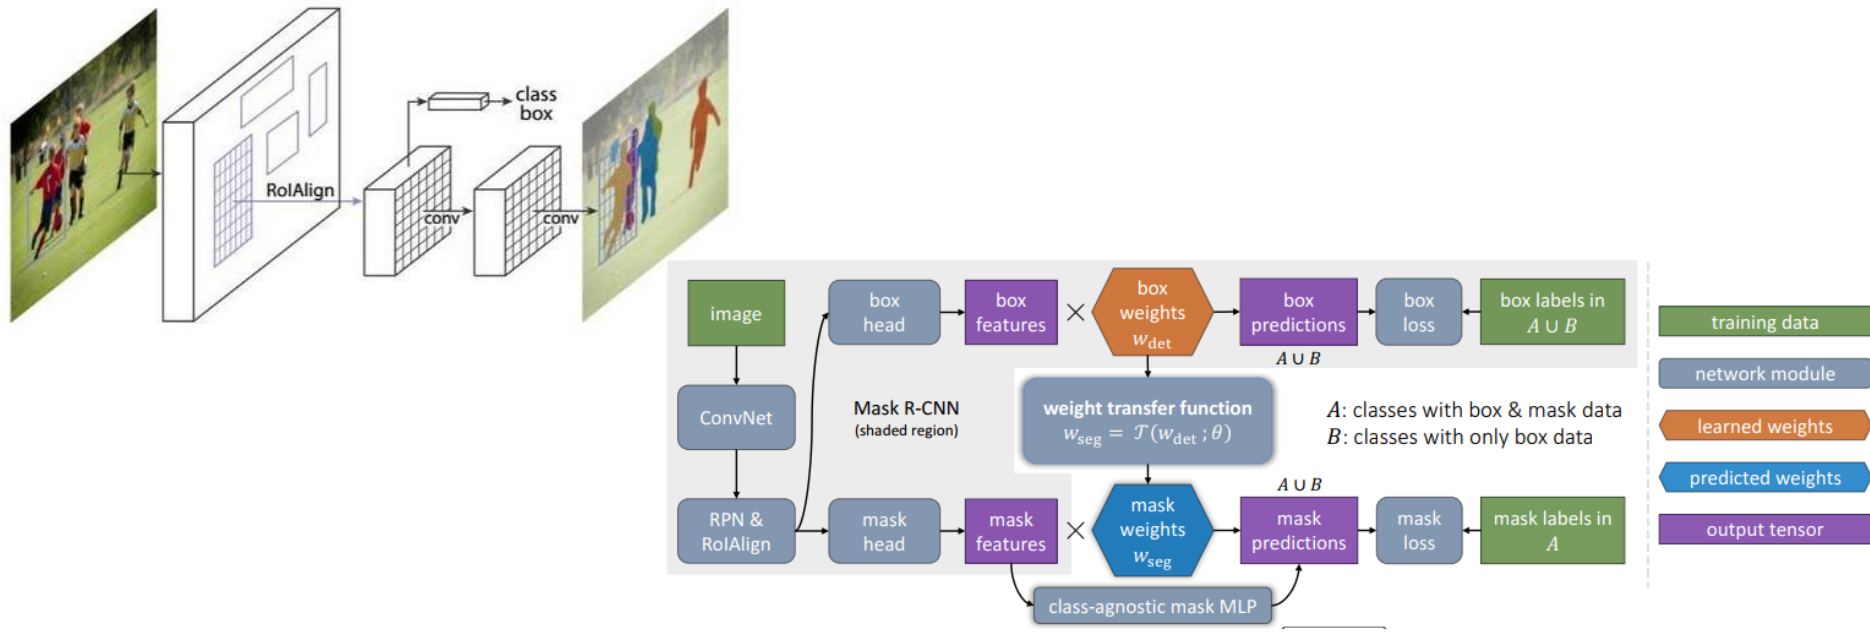 class
box
RoIAlign
conv
conv
image
box
head
box
features
×
box
weights
w_det
box
predictions
A ∪ B
box
loss
box labels in
A ∪ B
ConvNet
Mask R-CNN
(shaded region)
weight transfer function
w_seg = 𝒯(w_det ; θ)
A: classes with box & mask data
B: classes with only box data
RPN &
RoIAlign
mask
head
mask
features
×
mask
weights
w_seg
A ∪ B
mask
predictions
mask
loss
mask labels in
A
class-agnostic mask MLP
training data
network module
learned weights
predicted weights
output tensor